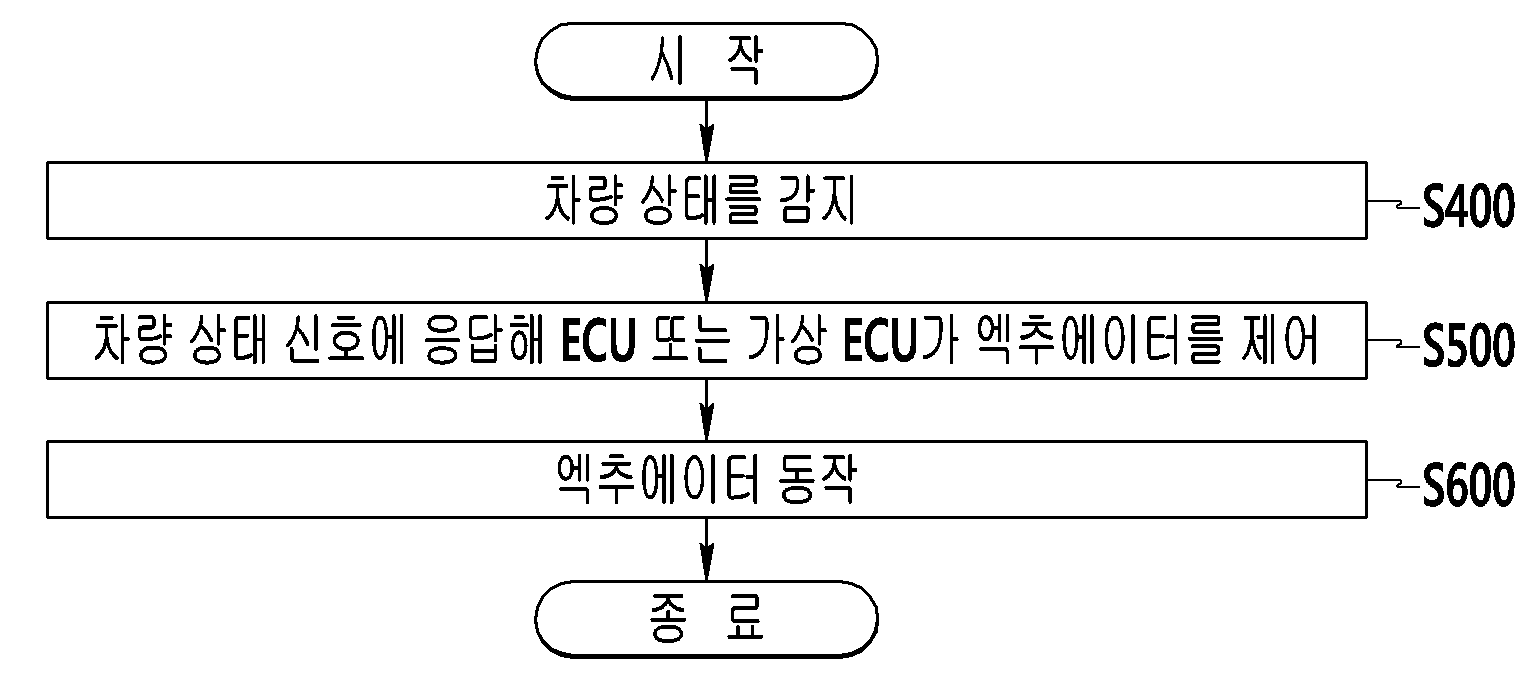 시 작
차량 상태를 감지
S400
차량 상태 신호에 응답해 ECU 또는 가상 ECU가 엑추에이터를 제어
S500
엑추에이터 동작
S600
종 료